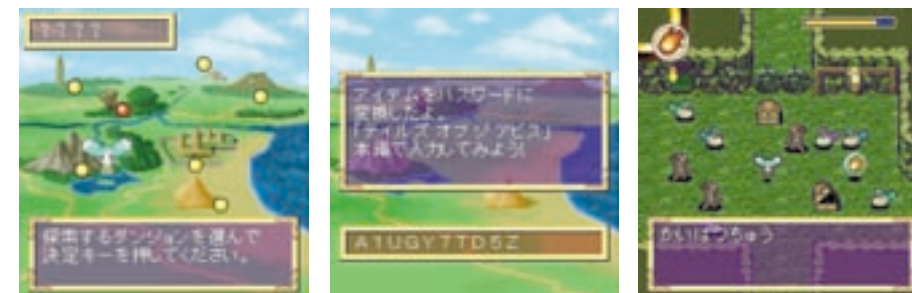 ????
探索するダンジョンを選んで
決定キーを押してください。
アイテムをパスワードに
変換したよ。
「テイルズ オブ ジ アビス」
本編で入力してみよう!
A1UGY7TD5Z
かいはつちゅう